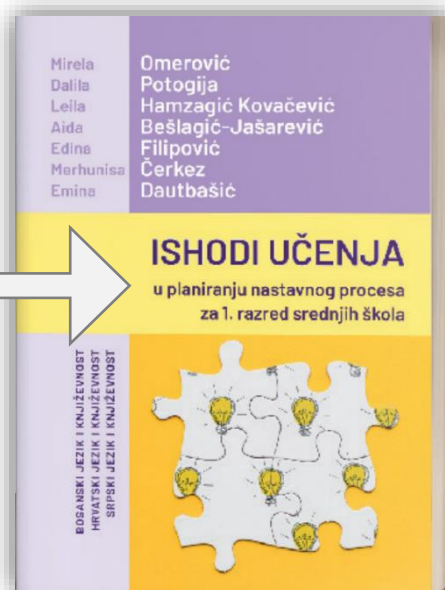 Mirela Omerović
Dalila Potogija
Leila Hamzagić Kovačević
Aida Bešlagić-Jašarević
Edina Filipović
Merhunisa Čerkez
Emina Dautbašić
ISHODI UČENJA
u planiranju nastavnog procesa
za 1. razred srednjih škola
BOSANSKI JEZIK I KNJIŽEVNOST
HRVATSKI JEZIK I KNJIŽEVNOST
SRPSKI JEZIK I KNJIŽEVNOST